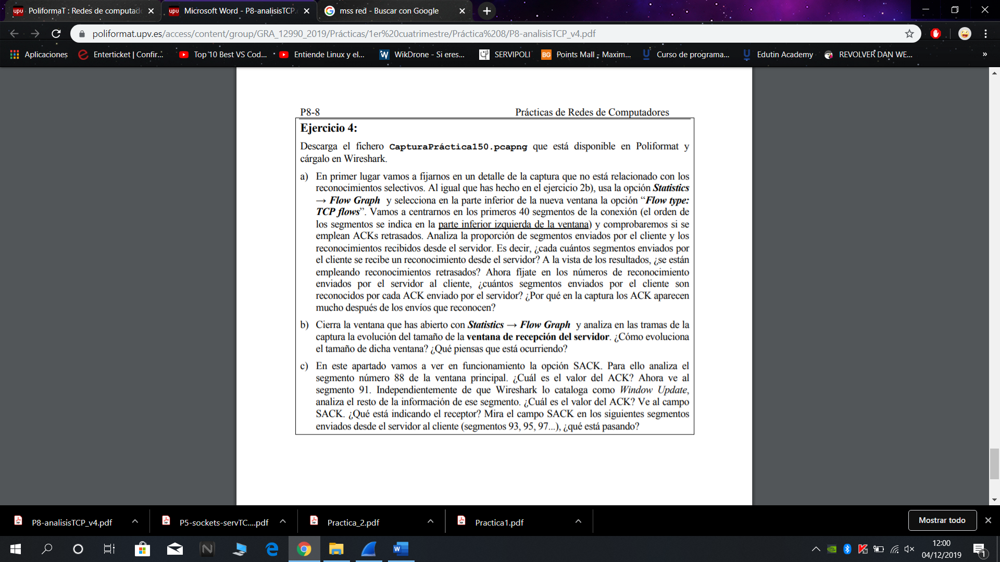 PoliformaT : Redes de computad
Microsoft Word - P8-analisisTCP.
mss red - Buscar con Google
poliformat.upv.es/access/content/group/GRA_12990_2019/Prácticas/1er%20cuatrimestre/Práctica%208/P8-analisisTCP_v4.pdf
Aplicaciones
Enterticket | Confir...
Top 10 Best VS Cod...
Entiende Linux y el...
WikDrone - Si eres...
SERVIPOLI
Points Mall - Maxim...
Curso de programa...
Edutin Academy
REVOLVER DAN WE...
»
P8-8
Prácticas de Redes de Computadores
Ejercicio 4:
Descarga el fichero CapturaPráctica150.pcapng que está disponible en Poliformat y
cárgalo en Wireshark.
a) En primer lugar vamos a fijarnos en un detalle de la captura que no está relacionado con los
reconocimientos selectivos. Al igual que has hecho en el ejercicio 2b), usa la opción Statistics
→ Flow Graph y selecciona en la parte inferior de la nueva ventana la opción “Flow type:
TCP flows”. Vamos a centrarnos en los primeros 40 segmentos de la conexión (el orden de
los segmentos se indica en la parte inferior izquierda de la ventana) y comprobaremos si se
emplean ACKs retrasados. Analiza la proporción de segmentos enviados por el cliente y los
reconocimientos recibidos desde el servidor. Es decir, ¿cada cuántos segmentos enviados por
el cliente se recibe un reconocimiento desde el servidor? A la vista de los resultados, ¿se están
empleando reconocimientos retrasados? Ahora fíjate en los números de reconocimiento
enviados por el servidor al cliente, ¿cuántos segmentos enviados por el cliente son
reconocidos por cada ACK enviado por el servidor? ¿Por qué en la captura los ACK aparecen
mucho después de los envíos que reconocen?
b) Cierra la ventana que has abierto con Statistics → Flow Graph y analiza en las tramas de la
captura la evolución del tamaño de la ventana de recepción del servidor. ¿Cómo evoluciona
el tamaño de dicha ventana? ¿Qué piensas que está ocurriendo?
c) En este apartado vamos a ver en funcionamiento la opción SACK. Para ello analiza el
segmento número 88 de la ventana principal. ¿Cuál es el valor del ACK? Ahora ve al
segmento 91. Independientemente de que Wireshark lo cataloga como Window Update,
analiza el resto de la información de ese segmento. ¿Cuál es el valor del ACK? Ve al campo
SACK. ¿Qué está indicando el receptor? Mira el campo SACK en los siguientes segmentos
enviados desde el servidor al cliente (segmentos 93, 95, 97...), ¿qué está pasando?
P8-analisisTCP_v4.pdf
P5-sockets-servTC....pdf
Practica_2.pdf
Practica1.pdf
Mostrar todo
12:00
04/12/2019
1